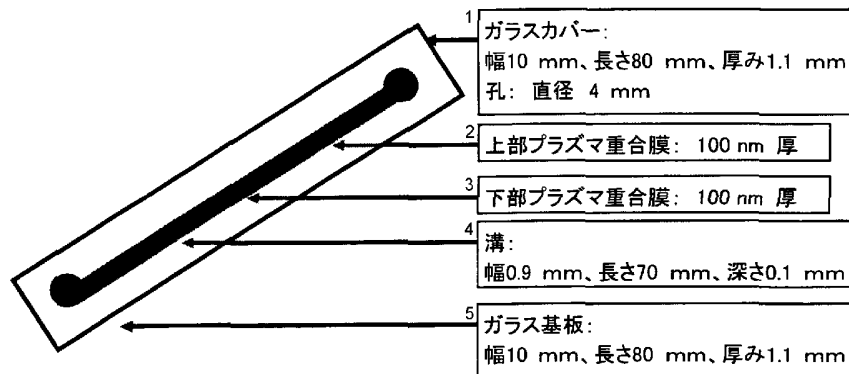 1
ガラスカバー:
幅10 mm、長さ80 mm、厚み1.1 mm
孔: 直径 4 mm
2
上部プラズマ重合膜: 100 nm 厚
3
下部プラズマ重合膜: 100 nm 厚
4
溝:
幅0.9 mm、長さ70 mm、深さ0.1 mm
5
ガラス基板:
幅10 mm、長さ80 mm、厚み1.1 mm